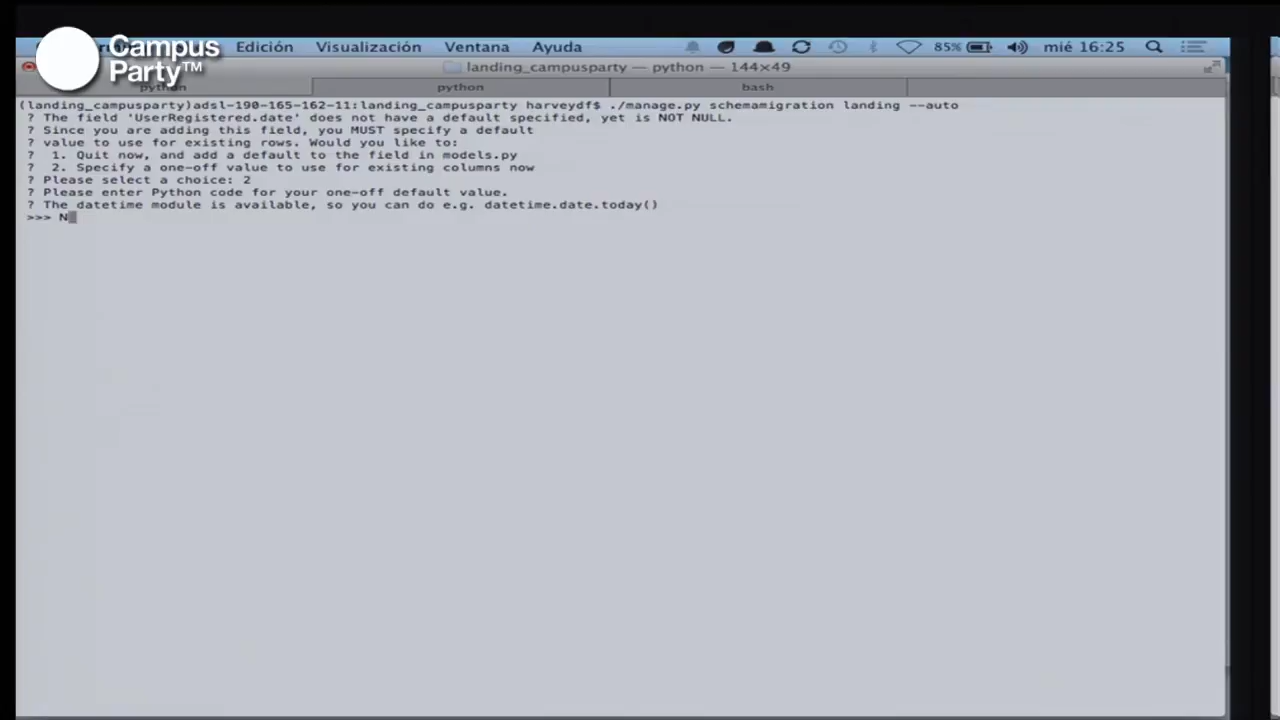 Campus
Party™
Edición Visualización Ventana Ayuda 85% mié 16:25
landing_campusparty — python — 144×49
python python bash
(landing_campusparty)adsl-190-165-162-11:landing_campusparty harveydf$ ./manage.py schemamigration landing --auto
? The field 'UserRegistered.date' does not have a default specified, yet is NOT NULL.
? Since you are adding this field, you MUST specify a default
? value to use for existing rows. Would you like to:
?  1. Quit now, and add a default to the field in models.py
?  2. Specify a one-off value to use for existing columns now
? Please select a choice: 2
? Please enter Python code for your one-off default value.
? The datetime module is available, so you can do e.g. datetime.date.today()
>>> N